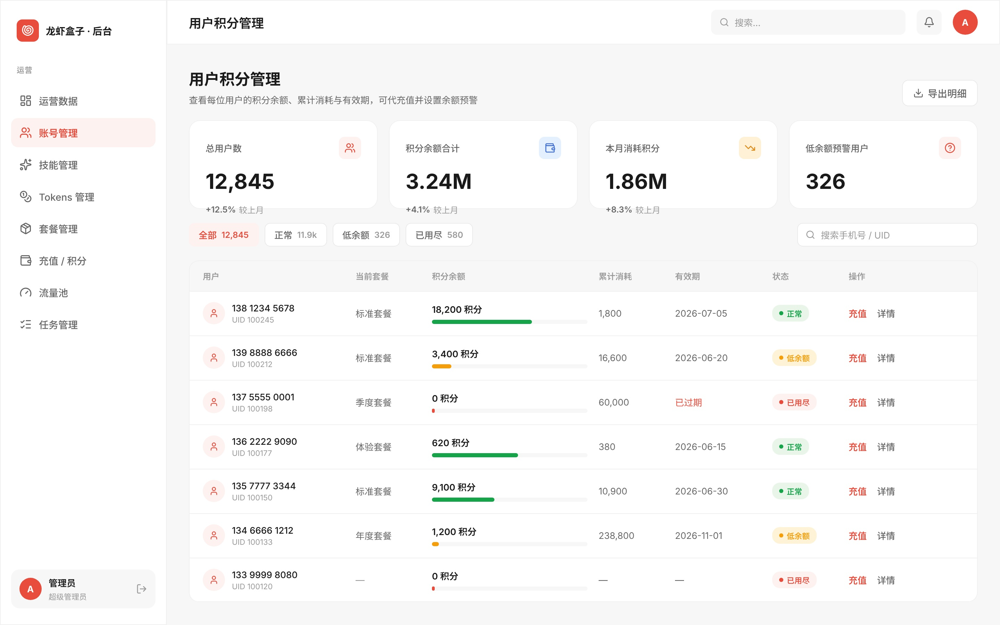 龙虾盒子 · 后台
运营
运营数据
账号管理
技能管理
Tokens 管理
套餐管理
充值 / 积分
流量池
任务管理
A
管理员
超级管理员
用户积分管理
搜索...
A
用户积分管理
查看每位用户的积分余额、累计消耗与有效期，可代充值并设置余额预警
导出明细
总用户数
12,845
+12.5% 较上月
积分余额合计
3.24M
+4.1% 较上月
本月消耗积分
1.86M
+8.3% 较上月
低余额预警用户
326
全部 12,845
正常 11.9k
低余额 326
已用尽 580
搜索手机号 / UID
用户 当前套餐 积分余额 累计消耗 有效期 状态 操作
138 1234 5678
UID 100245
标准套餐
18,200 积分
1,800
2026-07-05
正常
充值 详情
139 8888 6666
UID 100212
标准套餐
3,400 积分
16,600
2026-06-20
低余额
充值 详情
137 5555 0001
UID 100198
季度套餐
0 积分
60,000
已过期
已用尽
充值 详情
136 2222 9090
UID 100177
体验套餐
620 积分
380
2026-06-15
正常
充值 详情
135 7777 3344
UID 100150
标准套餐
9,100 积分
10,900
2026-06-30
正常
充值 详情
134 6666 1212
UID 100133
年度套餐
1,200 积分
238,800
2026-11-01
低余额
充值 详情
133 9999 8080
UID 100120
—
0 积分
—
—
已用尽
充值 详情